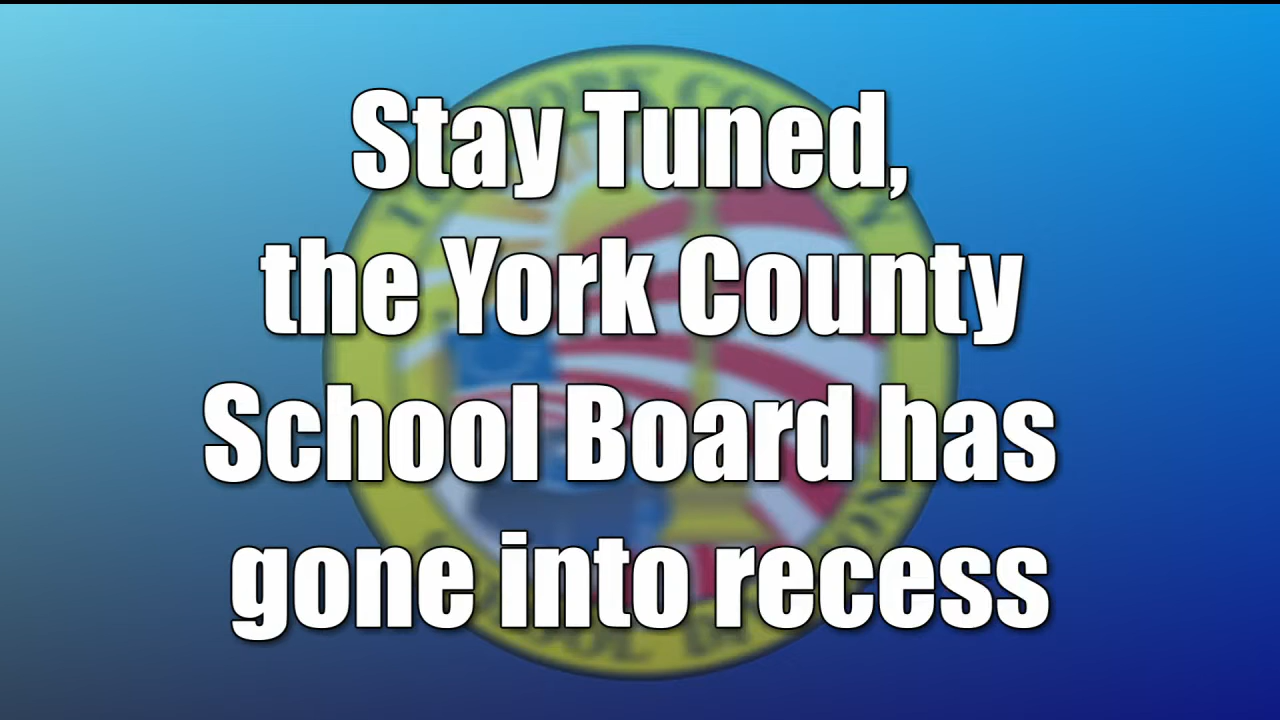 Stay Tuned,
the York County
School Board has
gone into recess